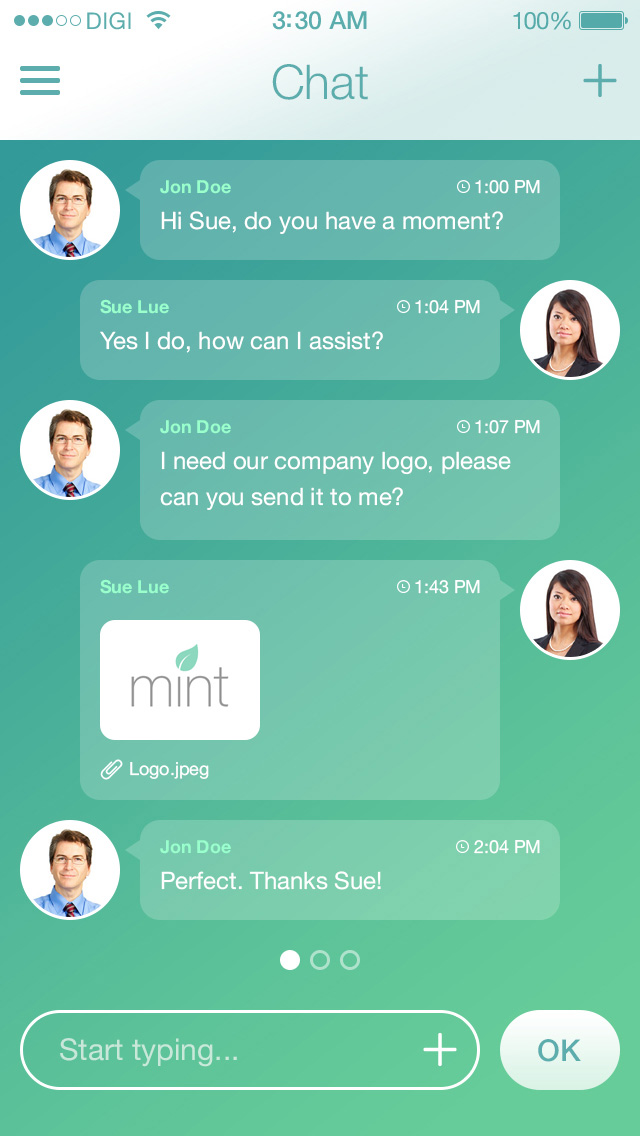 DIGI 3:30 AM 100%
Chat
Jon Doe 1:00 PM
Hi Sue, do you have a moment?
Sue Lue 1:04 PM
Yes I do, how can I assist?
Jon Doe 1:07 PM
I need our company logo, please
can you send it to me?
Sue Lue 1:43 PM
mint
Logo.jpeg
Jon Doe 2:04 PM
Perfect. Thanks Sue!
Start typing...
OK